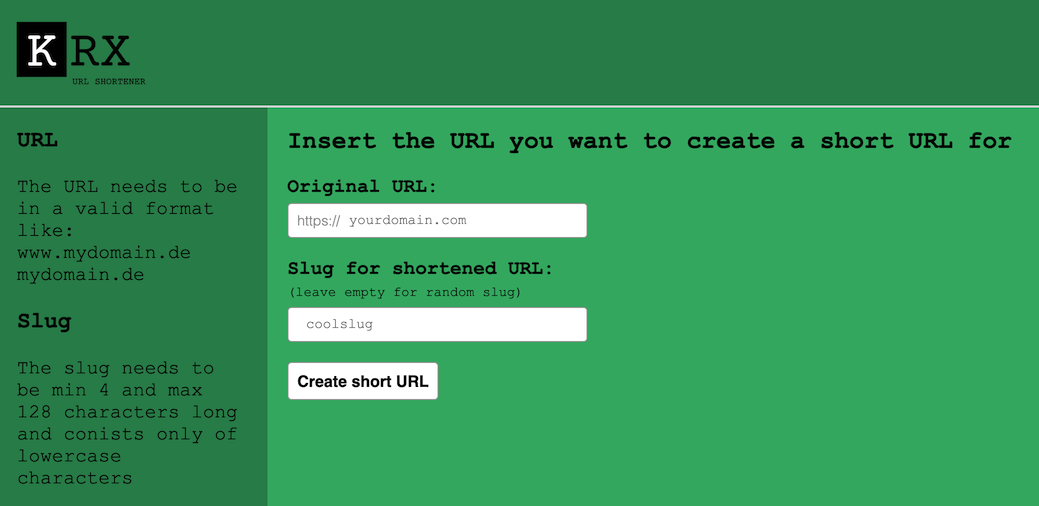 KRX
URL SHORTENER
URL
The URL needs to be
in a valid format
like:
www.mydomain.de
mydomain.de
Slug
The slug needs to
be min 4 and max
128 characters long
and conists only of
lowercase
characters
Insert the URL you want to create a short URL for
Original URL:
https:// yourdomain.com
Slug for shortened URL:
(leave empty for random slug)
coolslug
Create short URL